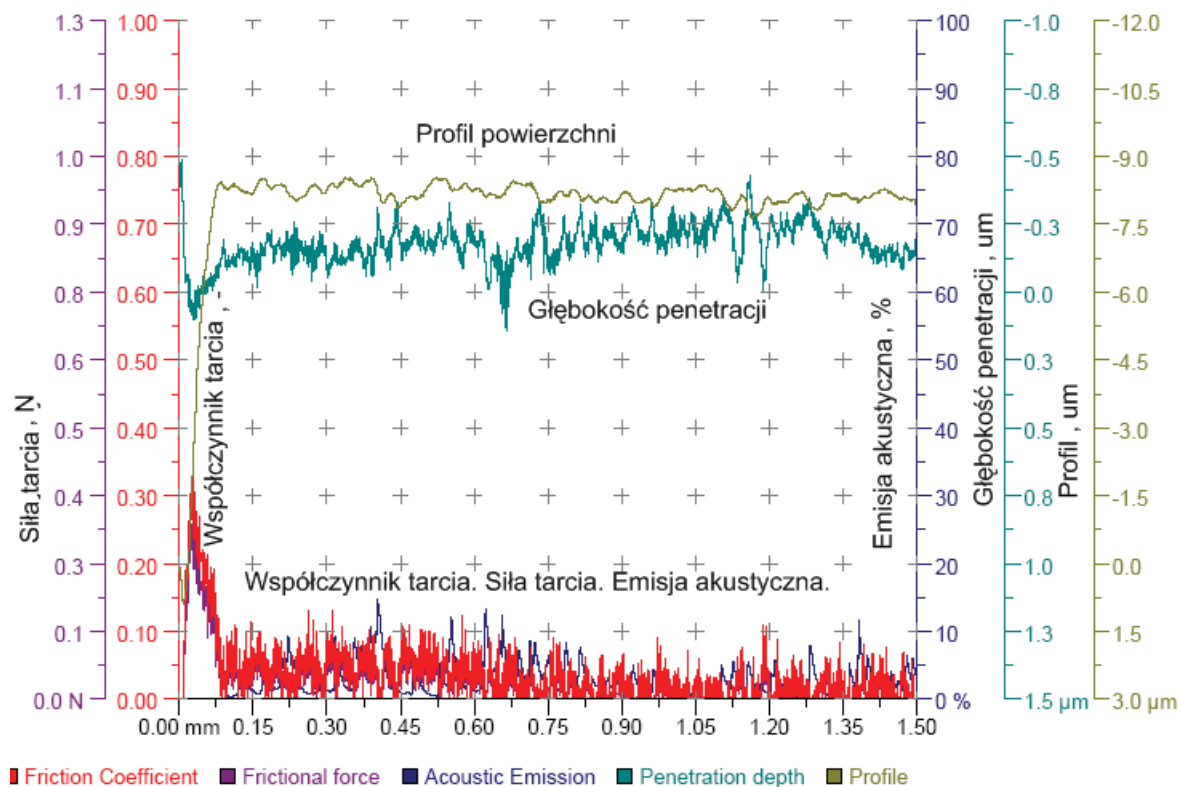 1.3 1.00 100 -1.0 -12.0
1.1 0.90 90 -0.8 -10.5
Profil powierzchni
1.0 0.80 80 -0.5 -9.0
0.9 0.70 70 -0.3 -7.5
0.8 0.60 60 0.0 -6.0
Głębokość penetracji
0.6 0.50 50 0.3 -4.5
0.5 0.40 40 0.5 -3.0
0.4 0.30 30 0.8 -1.5
0.3 0.20 20 1.0 0.0
Współczynnik tarcia. Siła tarcia. Emisja akustyczna.
0.1 0.10 10 1.3 1.5
0.0 N 0.00 0 % 1.5 µm 3.0 µm
Siła tarcia , N
Współczynnik tarcia , -
Emisja akustyczna , %
Głębokość penetracji , um
Profil , um
0.00 mm 0.15 0.30 0.45 0.60 0.75 0.90 1.05 1.20 1.35 1.50
Friction Coefficient Frictional force Acoustic Emission Penetration depth Profile